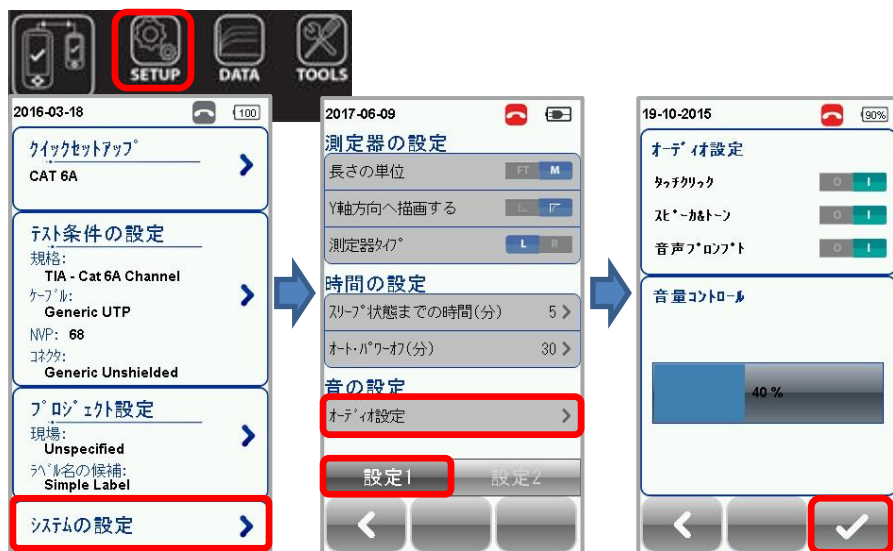 SETUP
DATA
TOOLS
2016-03-18
100
クイックセットアップ
CAT 6A
テスト条件の設定
規格:
TIA - Cat 6A Channel
ケーブル:
Generic UTP
NVP: 68
コネクタ:
Generic Unshielded
プロジェクト設定
現場:
Unspecified
ラベル名の候補:
Simple Label
システムの設定
2017-06-09
測定器の設定
長さの単位 FT M
Y軸方向へ描画する
測定器タイプ L R
時間の設定
スリープ状態までの時間(分) 5
オート・パワーオフ(分) 30
音の設定
オーディオ設定
設定1 設定2
19-10-2015
90%
オーディオ設定
タッチクリック O I
スピーカ&トーン O I
音声プロンプト O I
音量コントロール
40 %